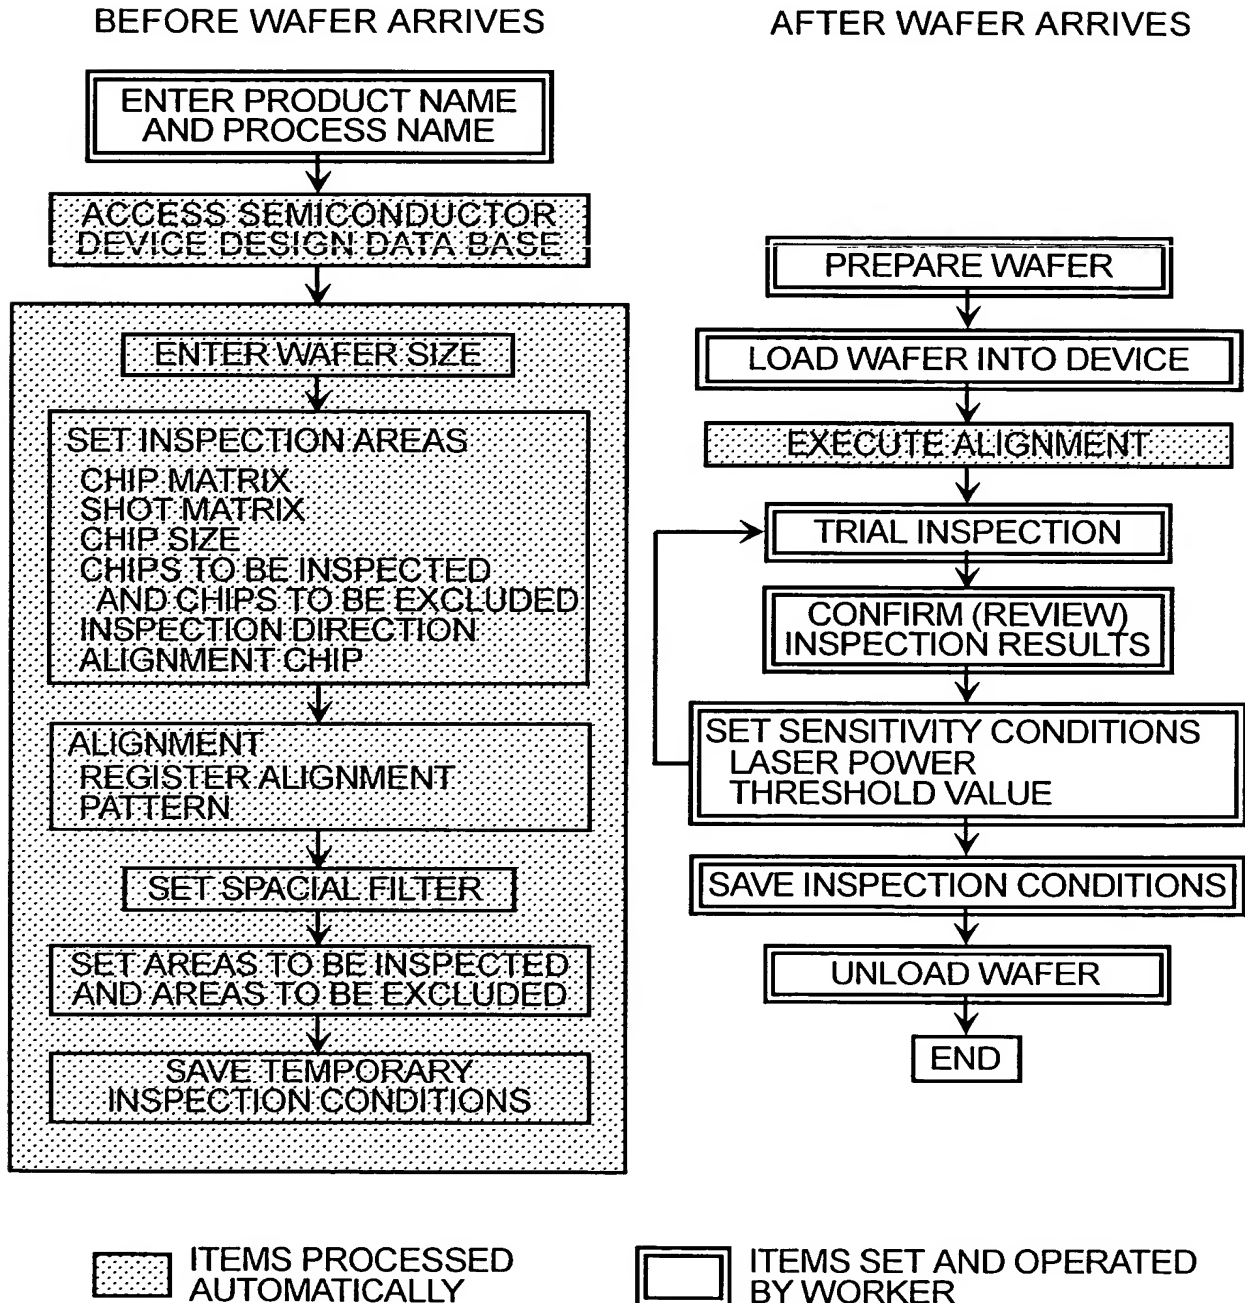 BEFORE WAFER ARRIVES
ENTER PRODUCT NAME
AND PROCESS NAME
ACCESS SEMICONDUCTOR
DEVICE DESIGN DATA BASE
ENTER WAFER SIZE
SET INSPECTION AREAS
CHIP MATRIX
SHOT MATRIX
CHIP SIZE
CHIPS TO BE INSPECTED
AND CHIPS TO BE EXCLUDED
INSPECTION DIRECTION
ALIGNMENT CHIP
ALIGNMENT
REGISTER ALIGNMENT
PATTERN
SET SPACIAL FILTER
SET AREAS TO BE INSPECTED
AND AREAS TO BE EXCLUDED
SAVE TEMPORARY
INSPECTION CONDITIONS
AFTER WAFER ARRIVES
PREPARE WAFER
LOAD WAFER INTO DEVICE
EXECUTE ALIGNMENT
TRIAL INSPECTION
CONFIRM (REVIEW)
INSPECTION RESULTS
SET SENSITIVITY CONDITIONS
LASER POWER
THRESHOLD VALUE
SAVE INSPECTION CONDITIONS
UNLOAD WAFER
END
ITEMS PROCESSED
AUTOMATICALLY
ITEMS SET AND OPERATED
BY WORKER